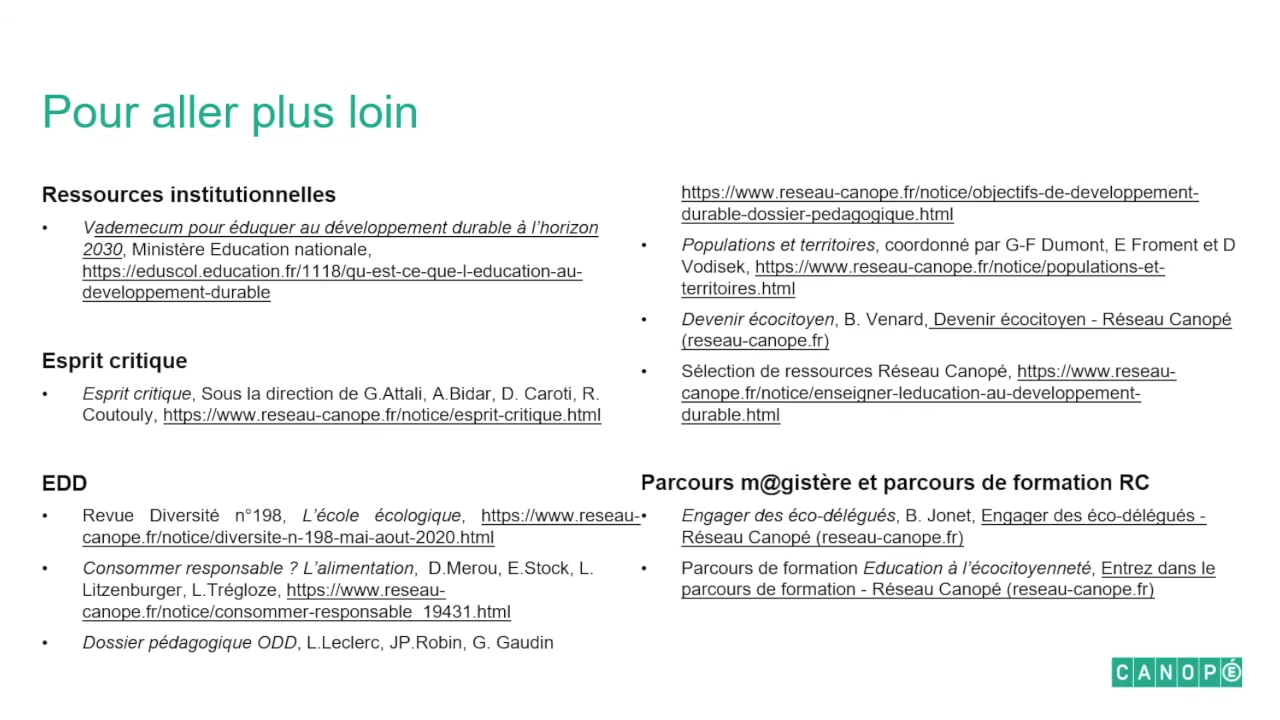 Pour aller plus loin
Ressources institutionnelles
• Vademecum pour éduquer au développement durable à l’horizon
2030, Ministère Education nationale,
https://eduscol.education.fr/1118/qu-est-ce-que-l-education-au-
developpement-durable
Esprit critique
• Esprit critique, Sous la direction de G.Attali, A.Bidar, D. Caroti, R.
Coutouly, https://www.reseau-canope.fr/notice/esprit-critique.html
EDD
• Revue Diversité n°198, L’école écologique, https://www.reseau-
canope.fr/notice/diversite-n-198-mai-aout-2020.html
• Consommer responsable ? L’alimentation, D.Merou, E.Stock, L.
Litzenburger, L.Trégloze, https://www.reseau-
canope.fr/notice/consommer-responsable_19431.html
• Dossier pédagogique ODD, L.Leclerc, JP.Robin, G. Gaudin
https://www.reseau-canope.fr/notice/objectifs-de-developpement-
durable-dossier-pedagogique.html
• Populations et territoires, coordonné par G-F Dumont, E Froment et D
Vodisek, https://www.reseau-canope.fr/notice/populations-et-
territoires.html
• Devenir écocitoyen, B. Venard, Devenir écocitoyen - Réseau Canopé
(reseau-canope.fr)
• Sélection de ressources Réseau Canopé, https://www.reseau-
canope.fr/notice/enseigner-leducation-au-developpement-
durable.html
Parcours m@gistère et parcours de formation RC
• Engager des éco-délégués, B. Jonet, Engager des éco-délégués -
Réseau Canopé (reseau-canope.fr)
• Parcours de formation Education à l’écocitoyenneté, Entrez dans le
parcours de formation - Réseau Canopé (reseau-canope.fr)
CANOPÉ